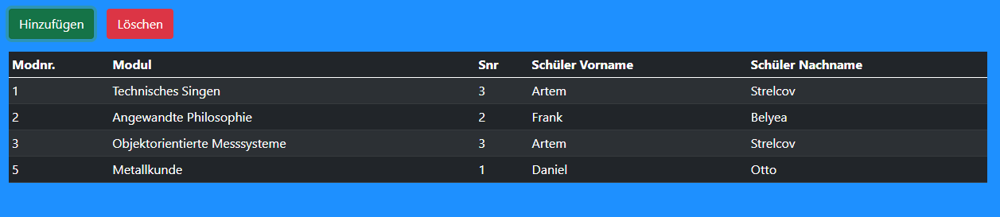 Hinzufügen Löschen
Modnr. Modul Snr Schüler Vorname Schüler Nachname
1 Technisches Singen 3 Artem Strelcov
2 Angewandte Philosophie 2 Frank Belyea
3 Objektorientierte Messsysteme 3 Artem Strelcov
5 Metallkunde 1 Daniel Otto